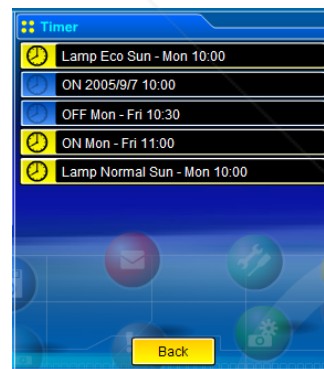 Timer
Lamp Eco Sun - Mon 10:00
ON 2005/9/7 10:00
OFF Mon - Fri 10:30
ON Mon - Fri 11:00
Lamp Normal Sun - Mon 10:00
Back